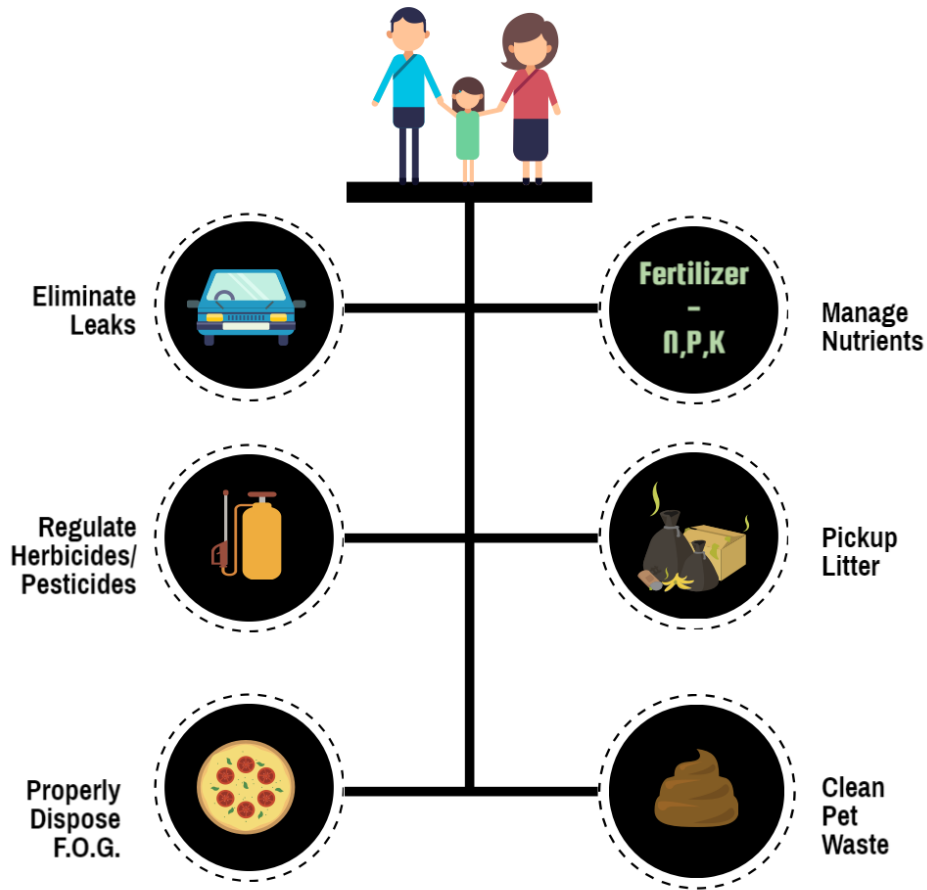 Eliminate
Leaks
Fertilizer
–
N,P,K
Manage
Nutrients
Regulate
Herbicides/
Pesticides
Pickup
Litter
Properly
Dispose
F.O.G.
Clean
Pet
Waste